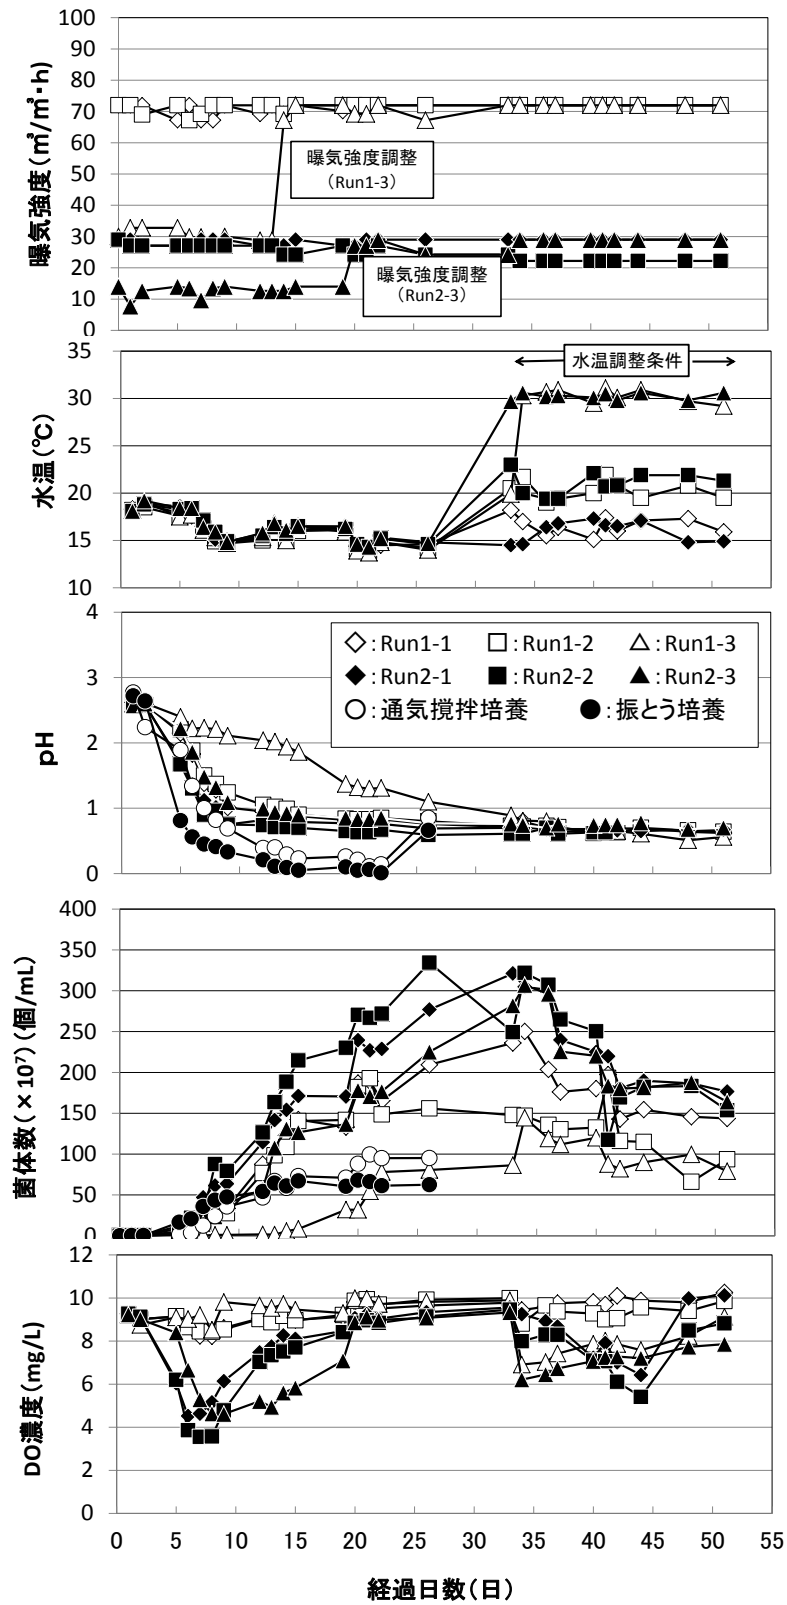 曝気強度（㎥/㎥・h）
100
90
80
70
60
50
40
30
20
10
0
曝気強度調整
（Run1-3）
曝気強度調整
（Run2-3）
水温（℃）
35
30
25
20
15
10
水温調整条件
pH
4
3
2
1
0
◇：Run1-1 □：Run1-2 △：Run1-3
◆：Run2-1 ■：Run2-2 ▲：Run2-3
○：通気撹拌培養 ●：振とう培養
菌体数（×10⁷）（個/mL）
400
350
300
250
200
150
100
50
0
DO濃度（mg/L）
12
10
8
6
4
2
0
0 5 10 15 20 25 30 35 40 45 50 55
経過日数（日）